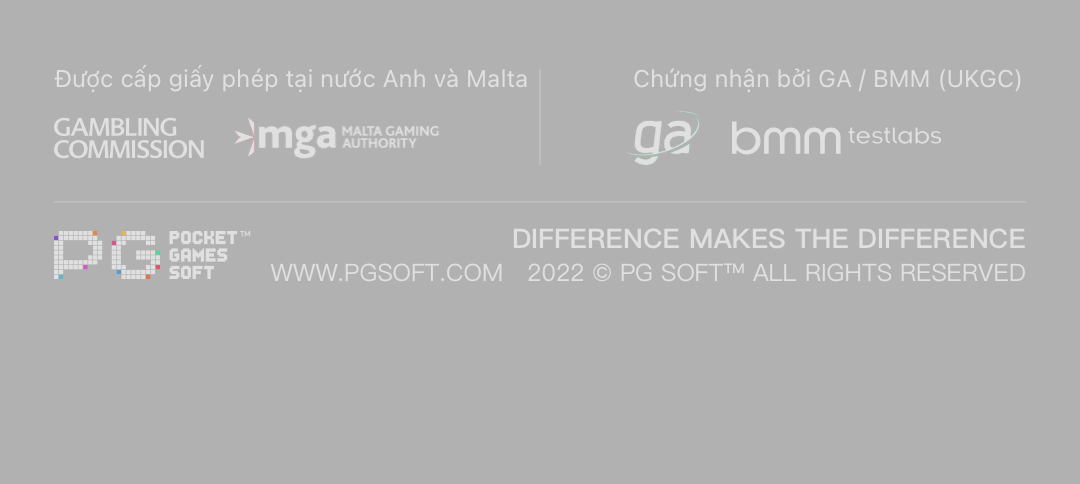 Được cấp giấy phép tại nước Anh và Malta
GAMBLING
COMMISSION
mga
MALTA GAMING
AUTHORITY
Chứng nhận bởi GA / BMM (UKGC)
ga
bmm testlabs
PG
POCKET™
GAMES
SOFT
WWW.PGSOFT.COM
DIFFERENCE MAKES THE DIFFERENCE
2022 © PG SOFT™ ALL RIGHTS RESERVED